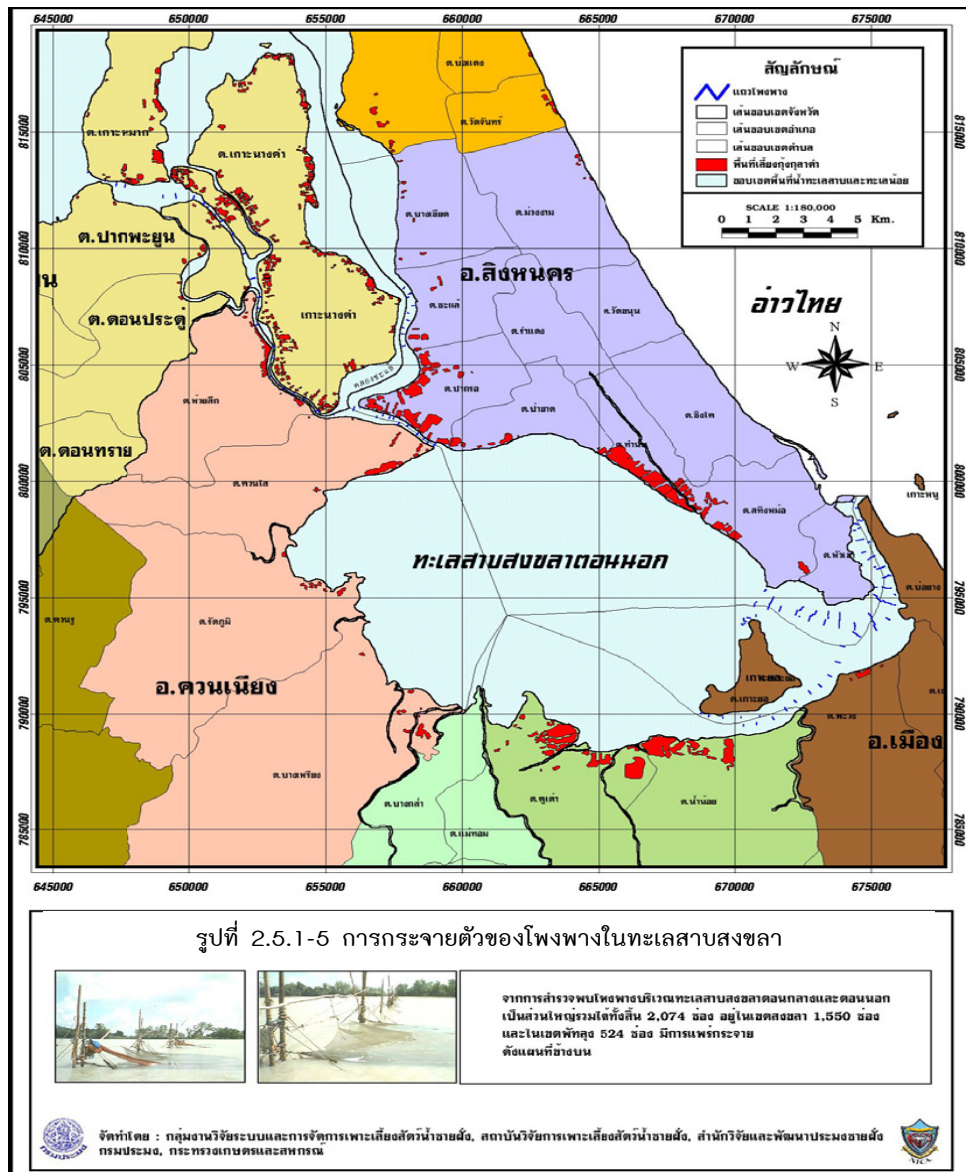 645000 650000 655000 660000 665000 670000 675000
สัญลักษณ์
แถวโพงพาง
เส้นขอบเขตจังหวัด
เส้นขอบเขตอำเภอ
เส้นขอบเขตตำบล
พื้นที่เลี้ยงกุ้งกุลาดำ
ขอบเขตพื้นที่น้ำทะเลสาบและทะเลน้อย
SCALE 1:180,000
0 1 2 3 4 5 Km.
815000 815000
ต.บ่อแดง
ต.วัดจันทร์
ต.เกาะหมาก
ต.เกาะนางคำ
ต.บางเขียด
ต.ม่วงงาม
810000 810000
ต.ปากพะยูน
อ.สิงหนคร
อ่าวไทย
ต.ดอนประดู่
เกาะนางคำ
ต.ชะแล้
ต.รำแดง
ต.วัดขนุน
N
W E
S
805000 805000
ต.ห้วยลึก
ต.ปากรอ
ต.ป่าขาด
ต.ชิงโค
ต.ดอนทราย
ต.ควนโส
800000 800000
ต.สทิงหม้อ
เกาะหนู
ทะเลสาบสงขลาตอนนอก
ต.บ่อยาง
795000 795000
ต.ควนรู
ต.รัตภูมิ
อ.ควนเนียง
เกาะยอ
ต.เกาะยอ
790000 790000
ต.พะวง
อ.เมือง
ต.บางเหรียง
ต.บางกล่ำ
ต.คูเต่า
ต.น้ำน้อย
ต.แม่ทอม
785000 785000
645000 650000 655000 660000 665000 670000 675000
รูปที่ 2.5.1-5 การกระจายตัวของโพงพางในทะเลสาบสงขลา
จากการสำรวจพบโพงพางบริเวณทะเลสาบสงขลาตอนกลางและตอนนอก
เป็นส่วนใหญ่รวมได้ทั้งสิ้น 2,074 ช่อง อยู่ในเขตสงขลา 1,550 ช่อง
และในเขตพัทลุง 524 ช่อง มีการแพร่กระจาย
ดังแผนที่ข้างบน
จัดทำโดย : กลุ่มงานวิจัยระบบและการจัดการเพาะเลี้ยงสัตว์น้ำชายฝั่ง, สถาบันวิจัยการเพาะเลี้ยงสัตว์น้ำชายฝั่ง, สำนักวิจัยและพัฒนาประมงชายฝั่ง
กรมประมง, กระทรวงเกษตรและสหกรณ์
กรมประมง
NICA